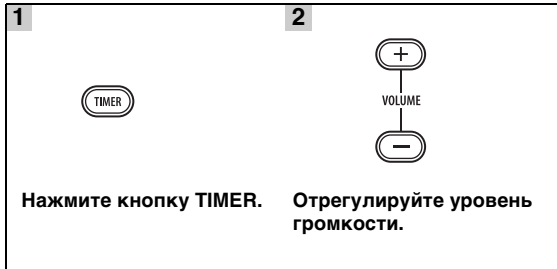 1
TIMER
Нажмите кнопку TIMER.
2
+
VOLUME
−
Отрегулируйте уровень
громкости.